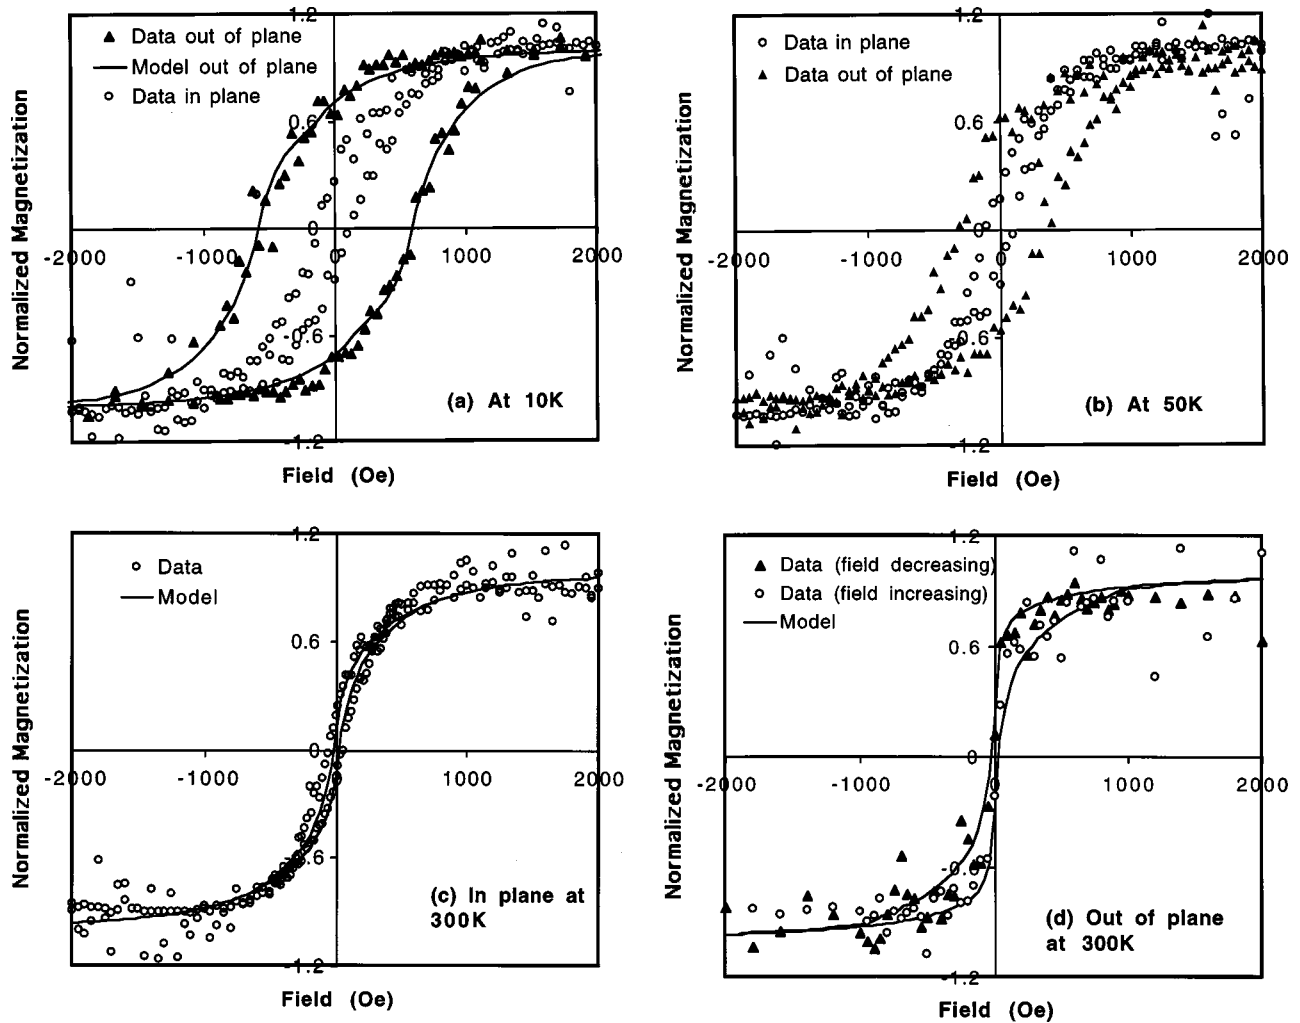 1.2
Data out of plane
Model out of plane
Data in plane
0.6
0
-2000
-1000
0
1000
2000
-0.6
(a) At 10K
-1.2
Field (Oe)
Normalized Magnetization
1.2
Data in plane
Data out of plane
0.6
0
-2000
-1000
0
1000
2000
-0.6
(b) At 50K
-1.2
Field (Oe)
Normalized Magnetization
1.2
Data
Model
0.6
0
-2000
-1000
0
1000
2000
-0.6
(c) In plane at
300K
-1.2
Field (Oe)
Normalized Magnetization
1.2
Data (field decreasing)
Data (field increasing)
Model
0.6
0
-2000
-1000
0
1000
2000
-0.6
(d) Out of plane
at 300K
-1.2
Field (Oe)
Normalized Magnetization